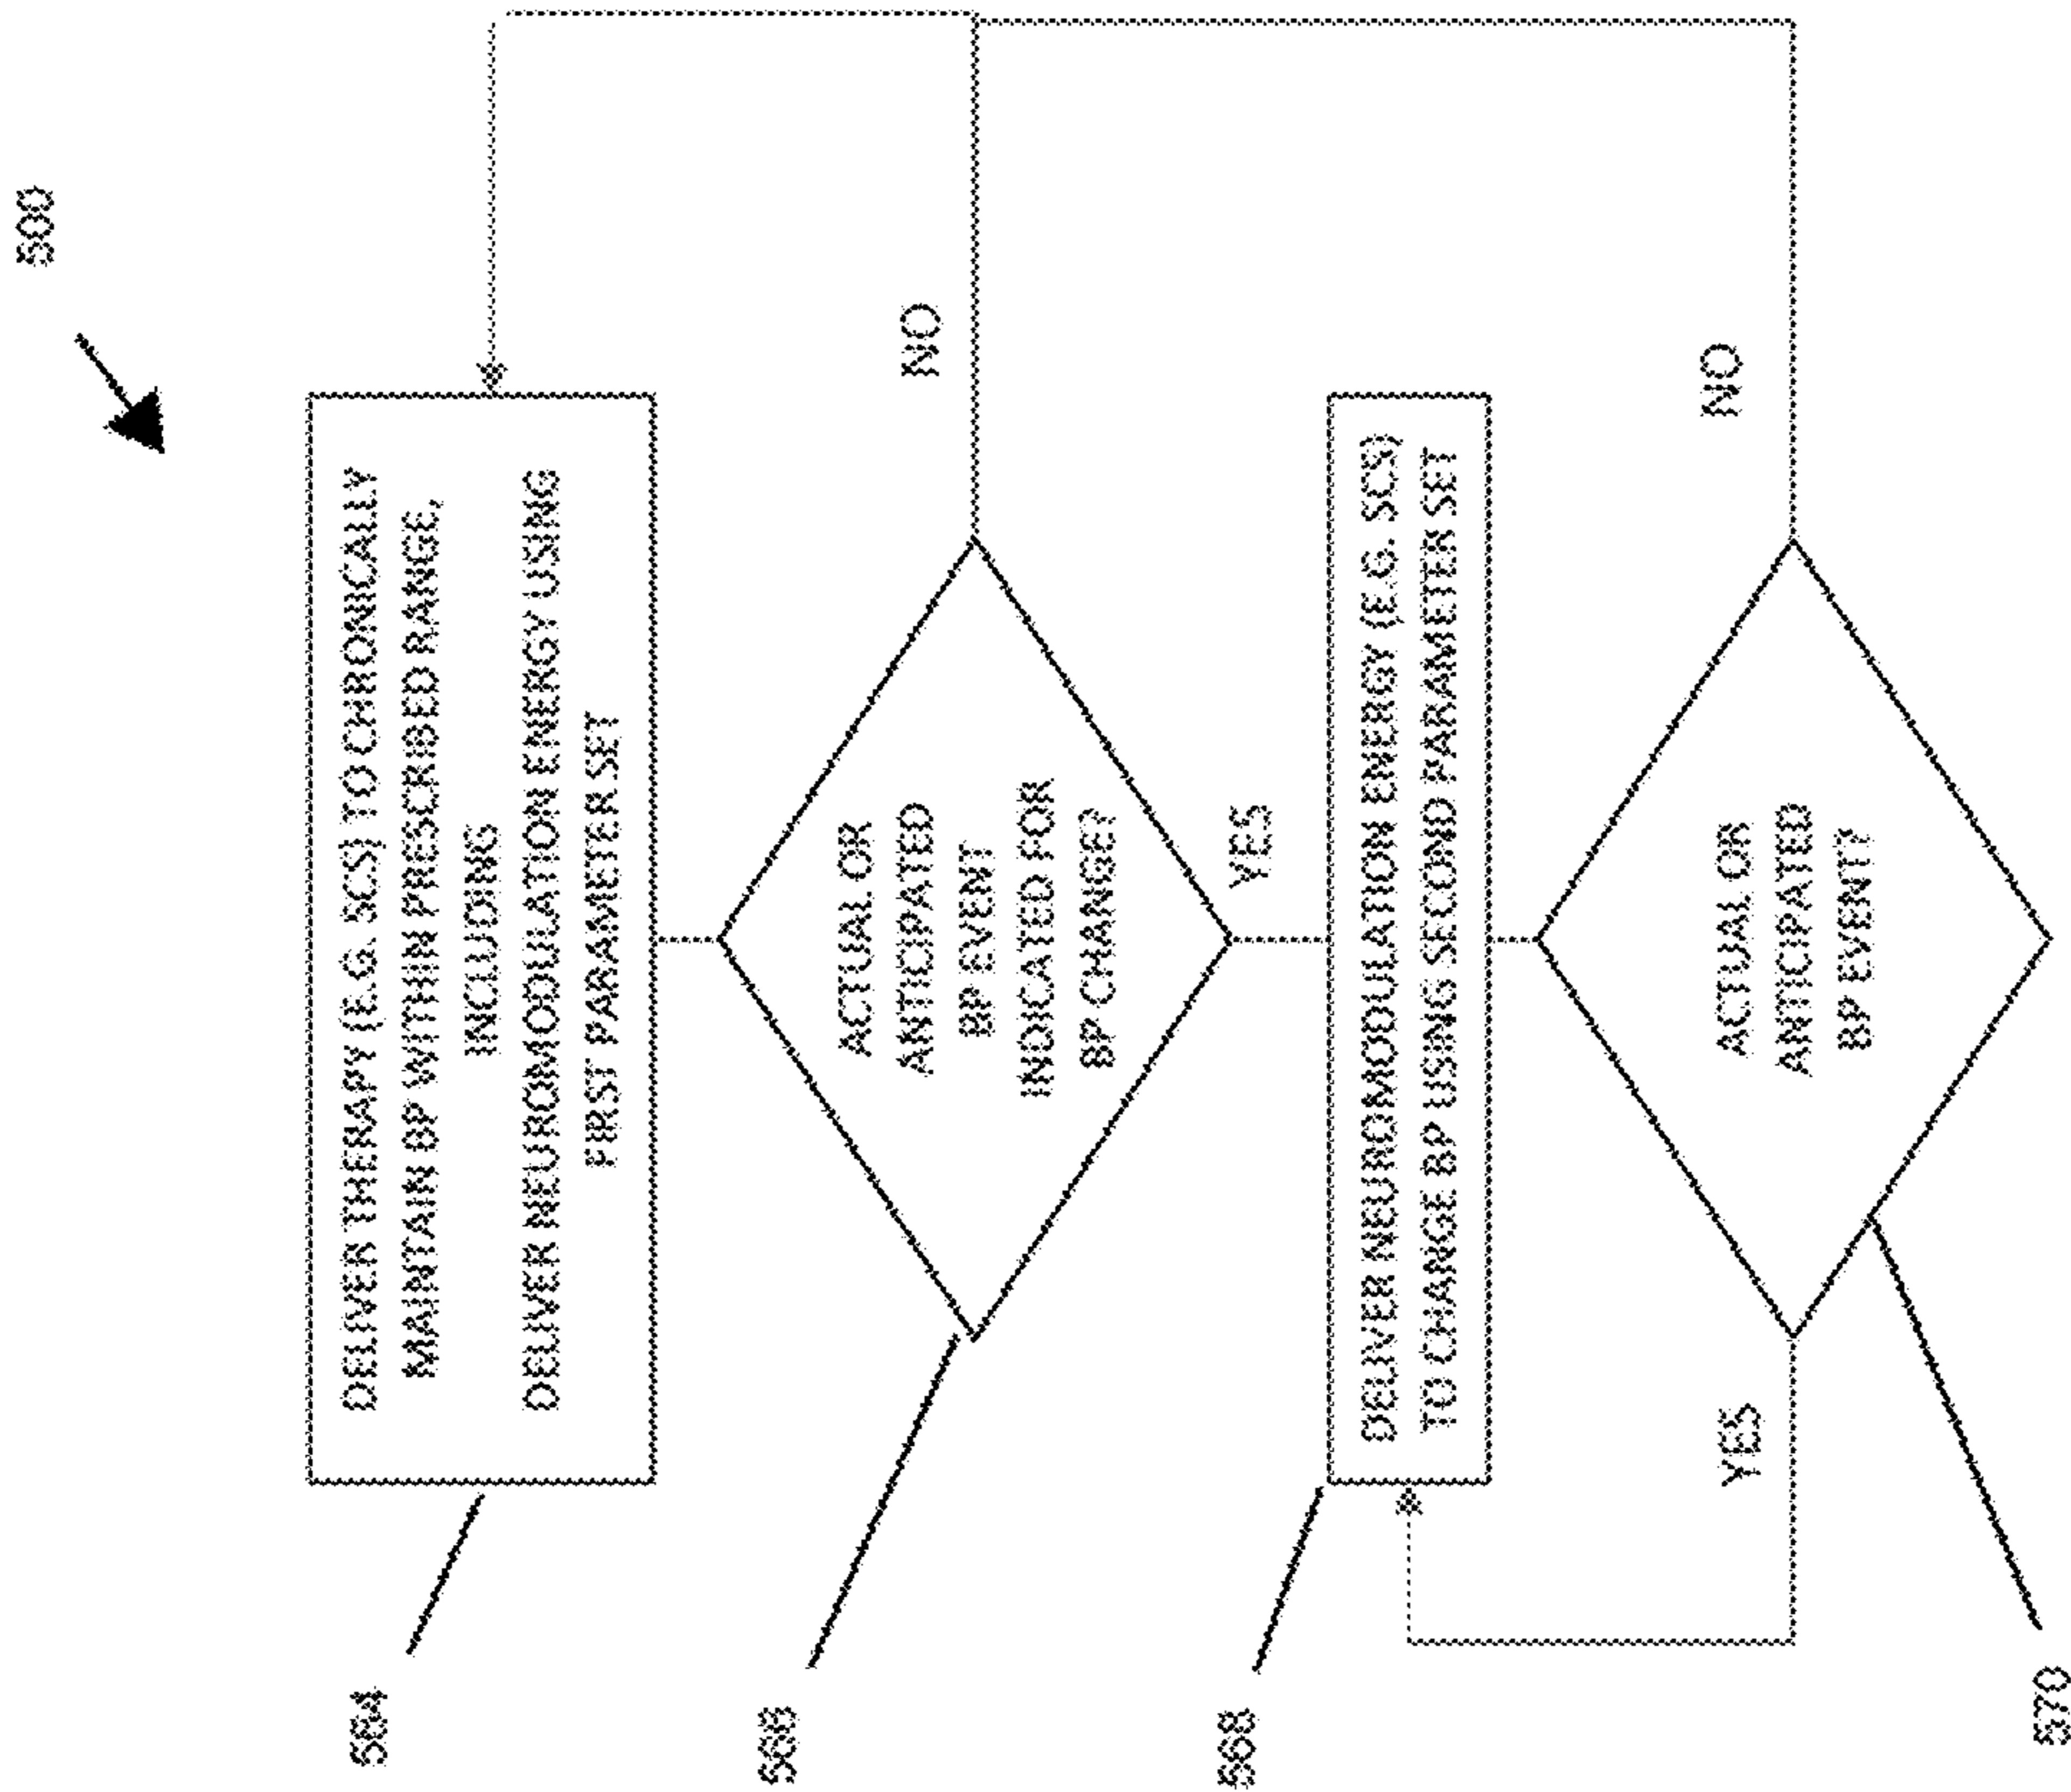 500
DELIVER THERAPY (E.G. SCS) TO CHRONICALLY
MAINTAIN BP WITHIN PRESCRIBED RANGE,
INCLUDING
DELIVER NEUROMODULATION ENERGY USING
FIRST PARAMETER SET
ACTUAL OR
ANTICIPATED
BP EVENT
INDICATED FOR
BP CHANGE?
NO
YES
DELIVER NEUROMODULATION ENERGY (E.G. SCS)
TO CHANGE BP USING SECOND PARAMETER SET
568
ACTUAL OR
ANTICIPATED
BP EVENT?
YES
NO
570